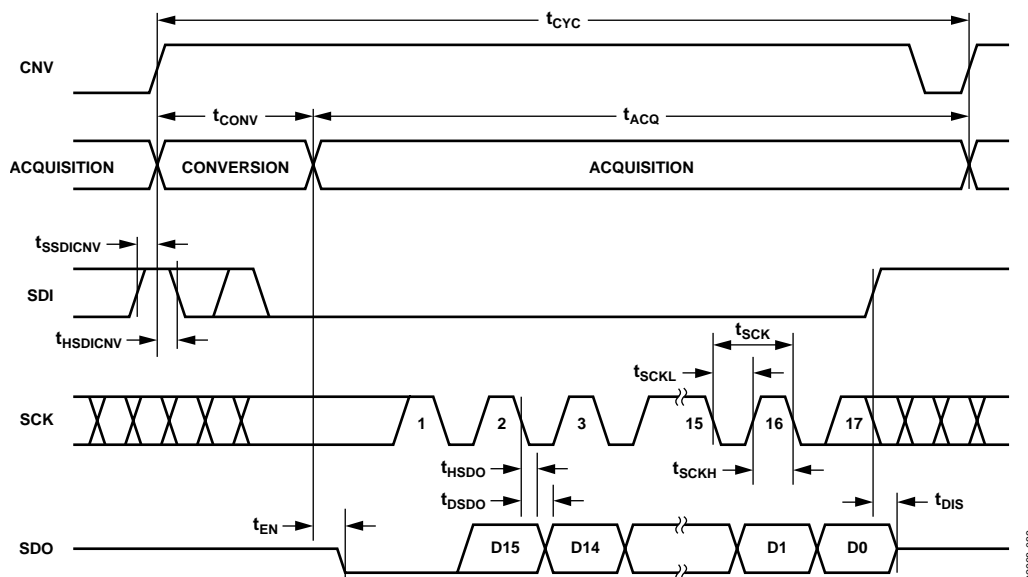 tCYC
CNV
tCONV
tACQ
ACQUISITION
CONVERSION
ACQUISITION
tSSDICNV
SDI
tHSDICNV
tSCK
tSCKL
SCK
1
2
3
15
16
17
tHSDO
tSCKH
tDSDO
tDIS
tEN
SDO
D15
D14
D1
D0